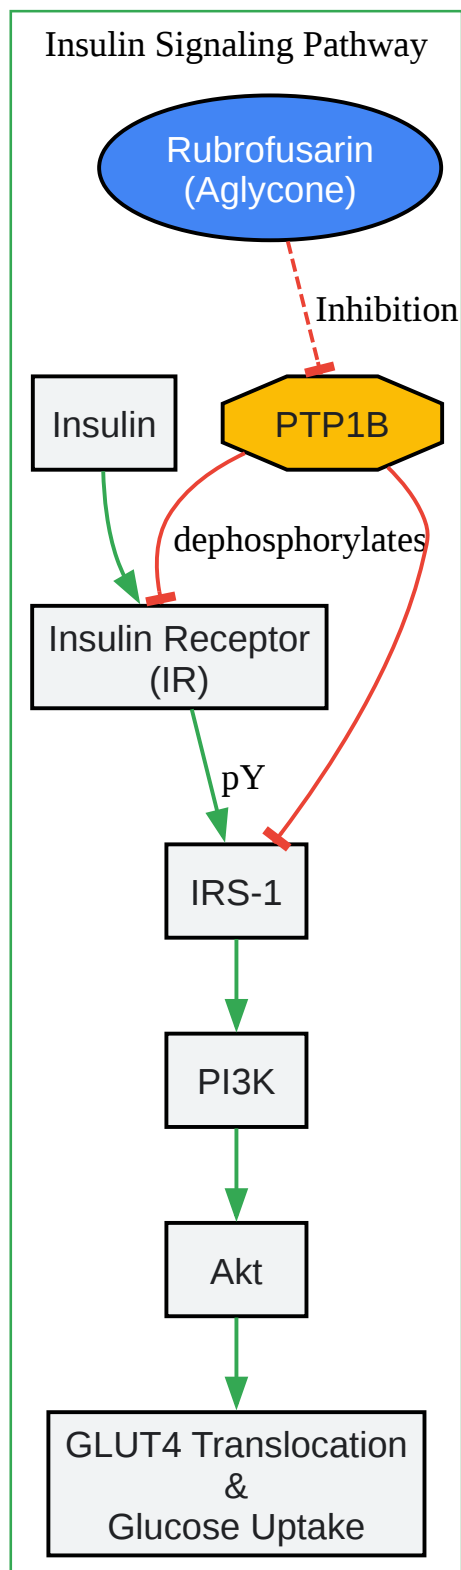 Insulin Signaling Pathway
Rubrofusarin
(Aglycone)
Inhibition
Insulin
PTP1B
dephosphorylates
Insulin Receptor
(IR)
pY
IRS-1
PI3K
Akt
GLUT4 Translocation
&
Glucose Uptake